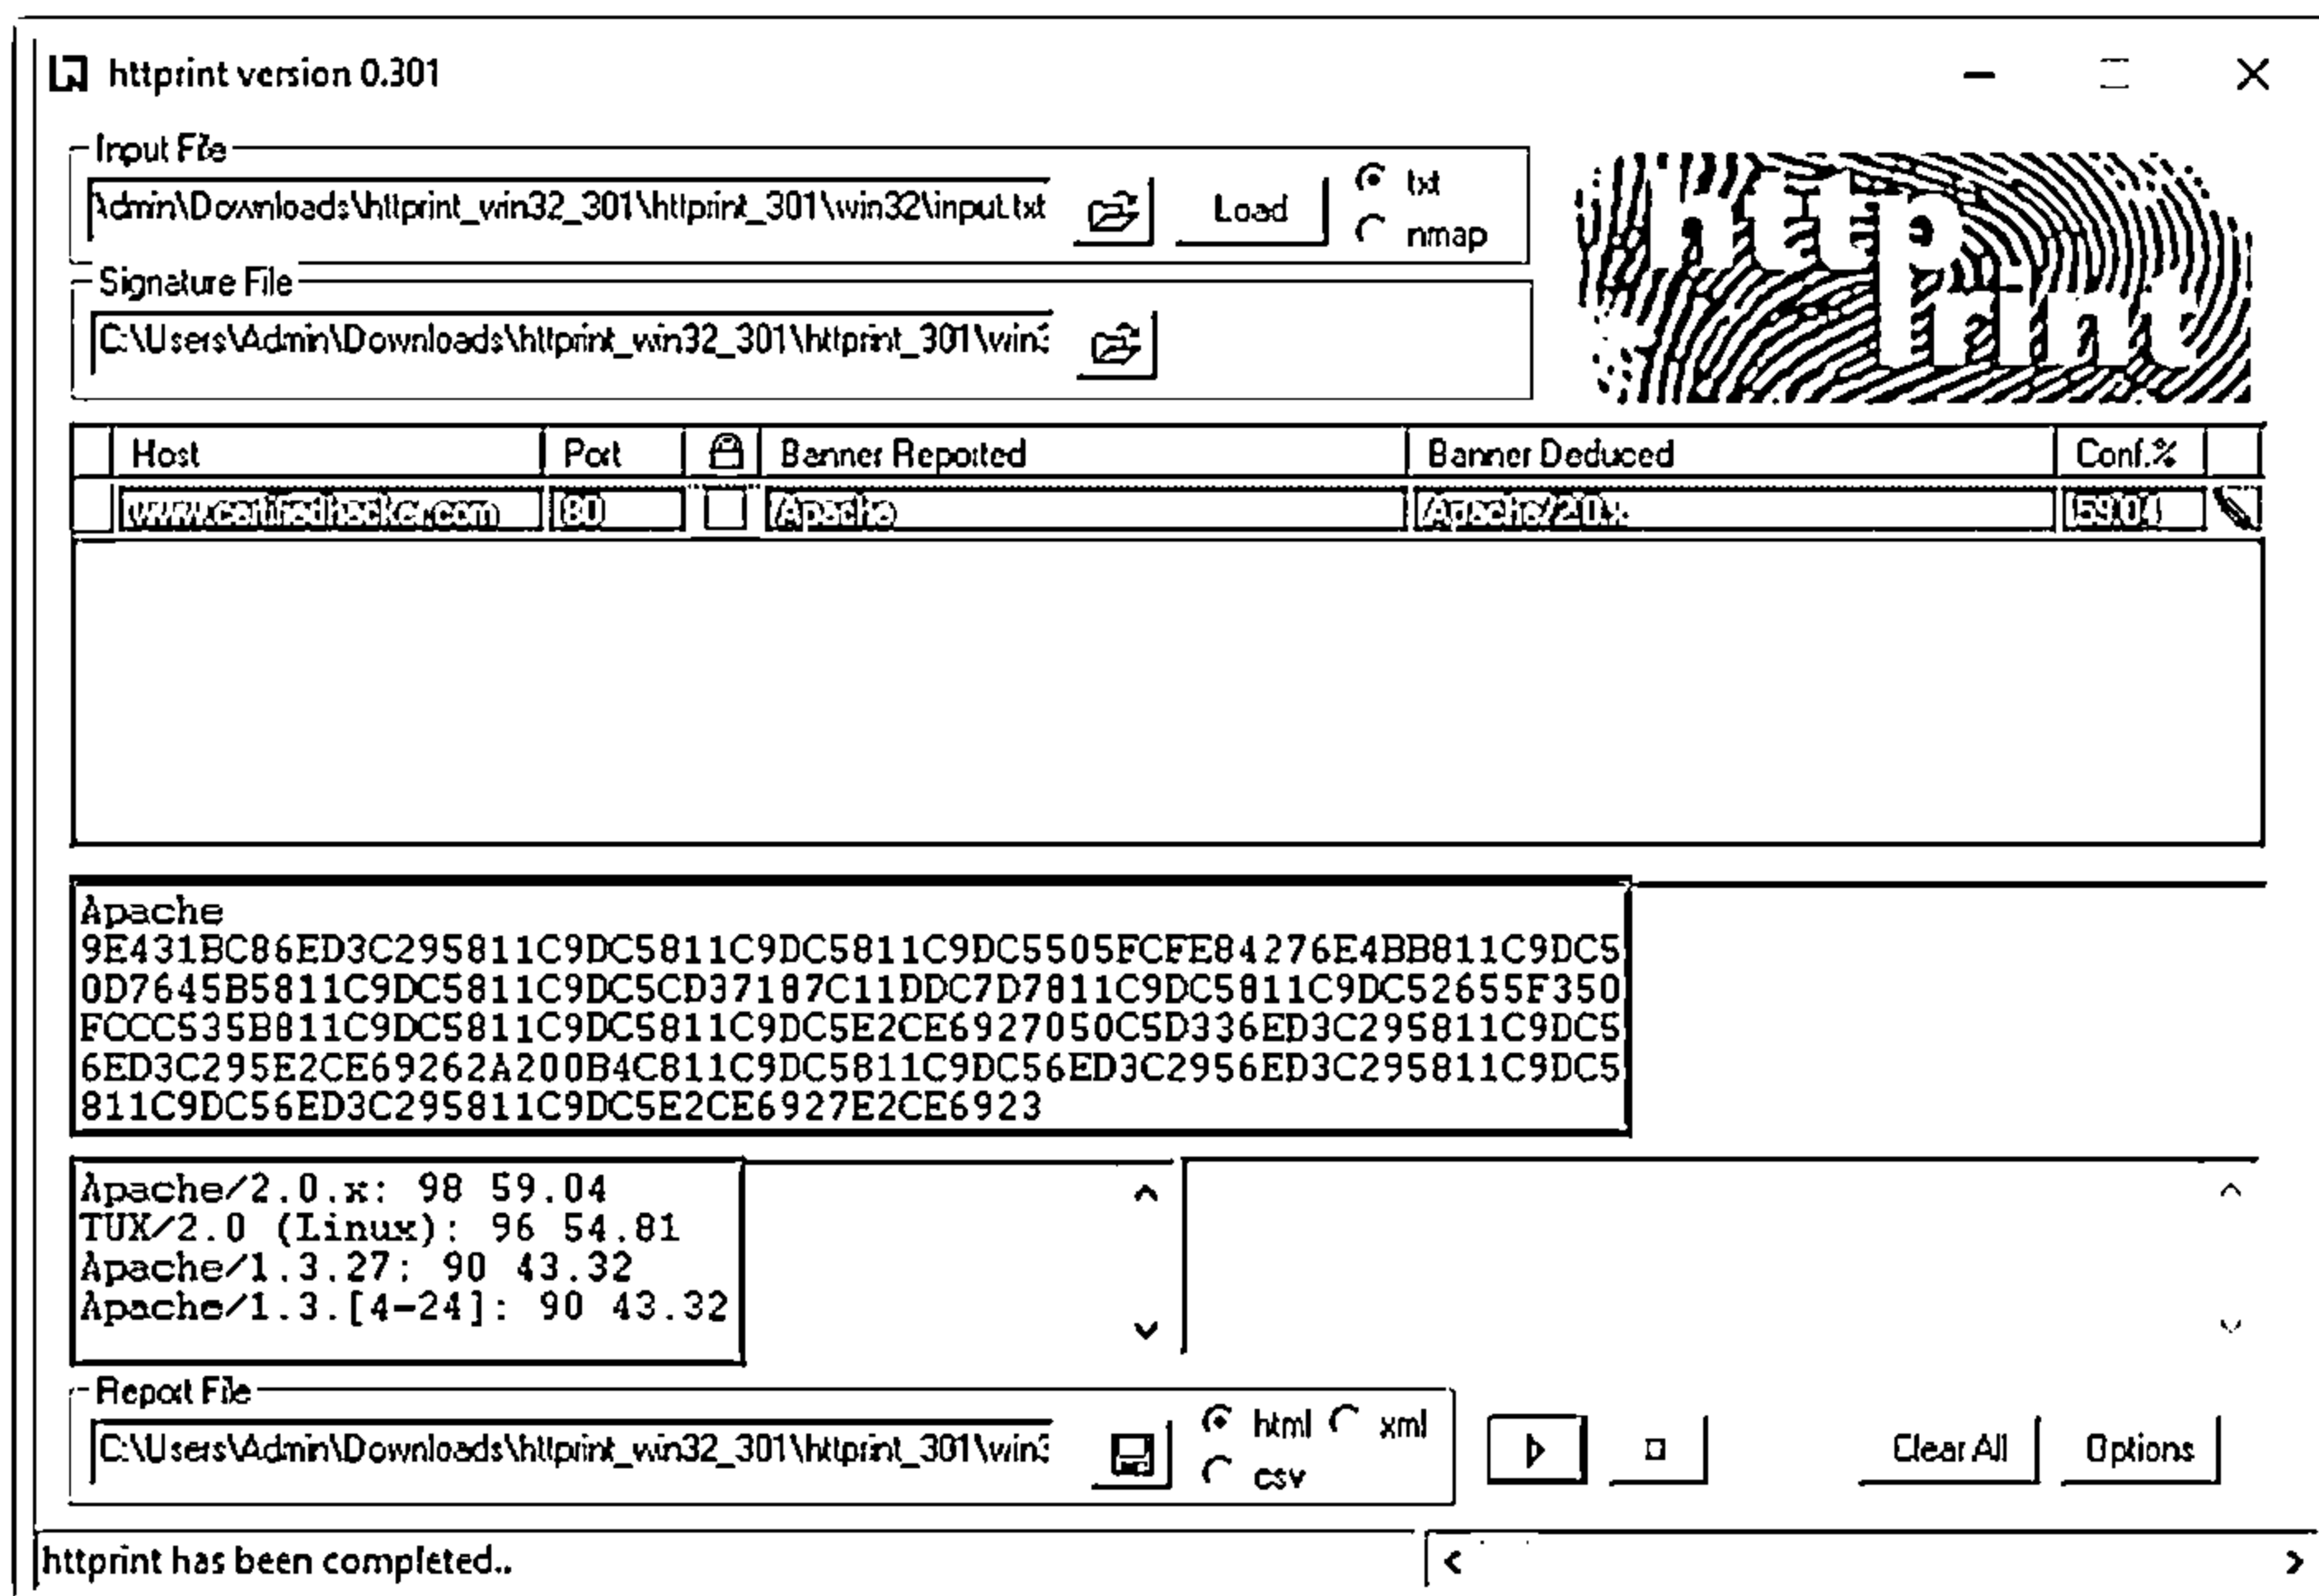 httprint version 0.301
Input File
\dmin\Downloads\httprint_win32_301\httprint_301\win32\input.txt
Load
txt
nmap
http
print
Signature File
C:\Users\Admin\Downloads\httprint_win32_301\httprint_301\win3
Host Port Banner Reported Banner Deduced Conf.%
www.certifiedhacker.com 80 Apache Apache/2.0.x 59.04
Apache
9E431BC86ED3C295811C9DC5811C9DC5811C9DC5505FCFE84276E4BB811C9DC5
0D7645B5811C9DC5811C9DC5CD37187C11DDC7D7811C9DC5811C9DC52655F350
FCCC535B811C9DC5811C9DC5811C9DC5E2CE6927050C5D336ED3C295811C9DC5
6ED3C295E2CE69262A200B4C811C9DC5811C9DC56ED3C2956ED3C295811C9DC5
811C9DC56ED3C295811C9DC5E2CE6927E2CE6923
Apache/2.0.x: 98 59.04
TUX/2.0 (Linux): 96 54.81
Apache/1.3.27: 90 43.32
Apache/1.3.[4-24]: 90 43.32
Report File
C:\Users\Admin\Downloads\httprint_win32_301\httprint_301\win3
html xml
csv
Clear All Options
httprint has been completed..